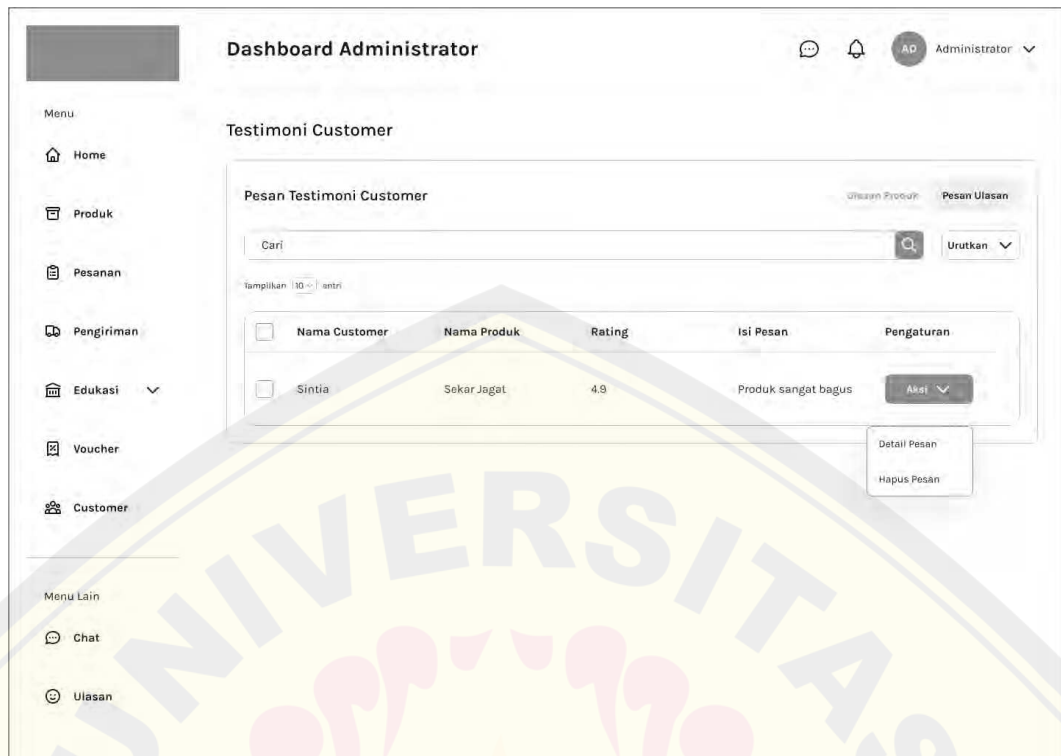 Dashboard Administrator
AD
Administrator
Menu
Home
Produk
Pesanan
Pengiriman
Edukasi
Voucher
Customer
Menu Lain
Chat
Ulasan
Testimoni Customer
Pesan Testimoni Customer
Ulasan Produk
Pesan Ulasan
Cari
Urutkan
Tampilkan 10 entri
Nama Customer Nama Produk Rating Isi Pesan Pengaturan
Sintia Sekar Jagat 4.9 Produk sangat bagus Aksi
Detail Pesan
Hapus Pesan
UNIVERSITAS